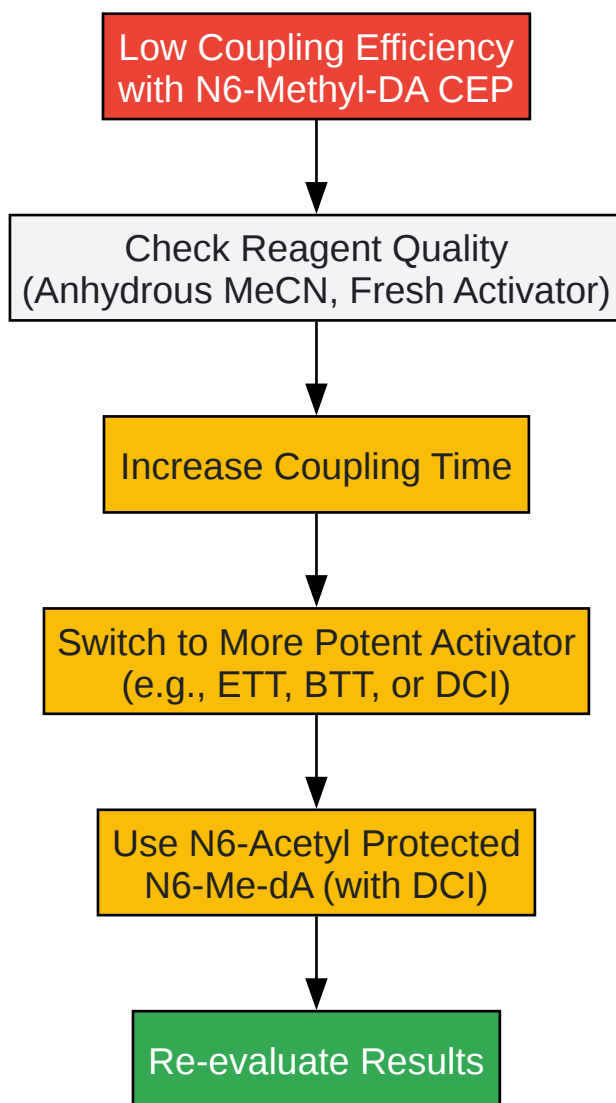 Low Coupling Efficiency
with N6-Methyl-DA CEP
Check Reagent Quality
(Anhydrous MeCN, Fresh Activator)
Increase Coupling Time
Switch to More Potent Activator
(e.g., ETT, BTT, or DCI)
Use N6-Acetyl Protected
N6-Me-dA (with DCI)
Re-evaluate Results